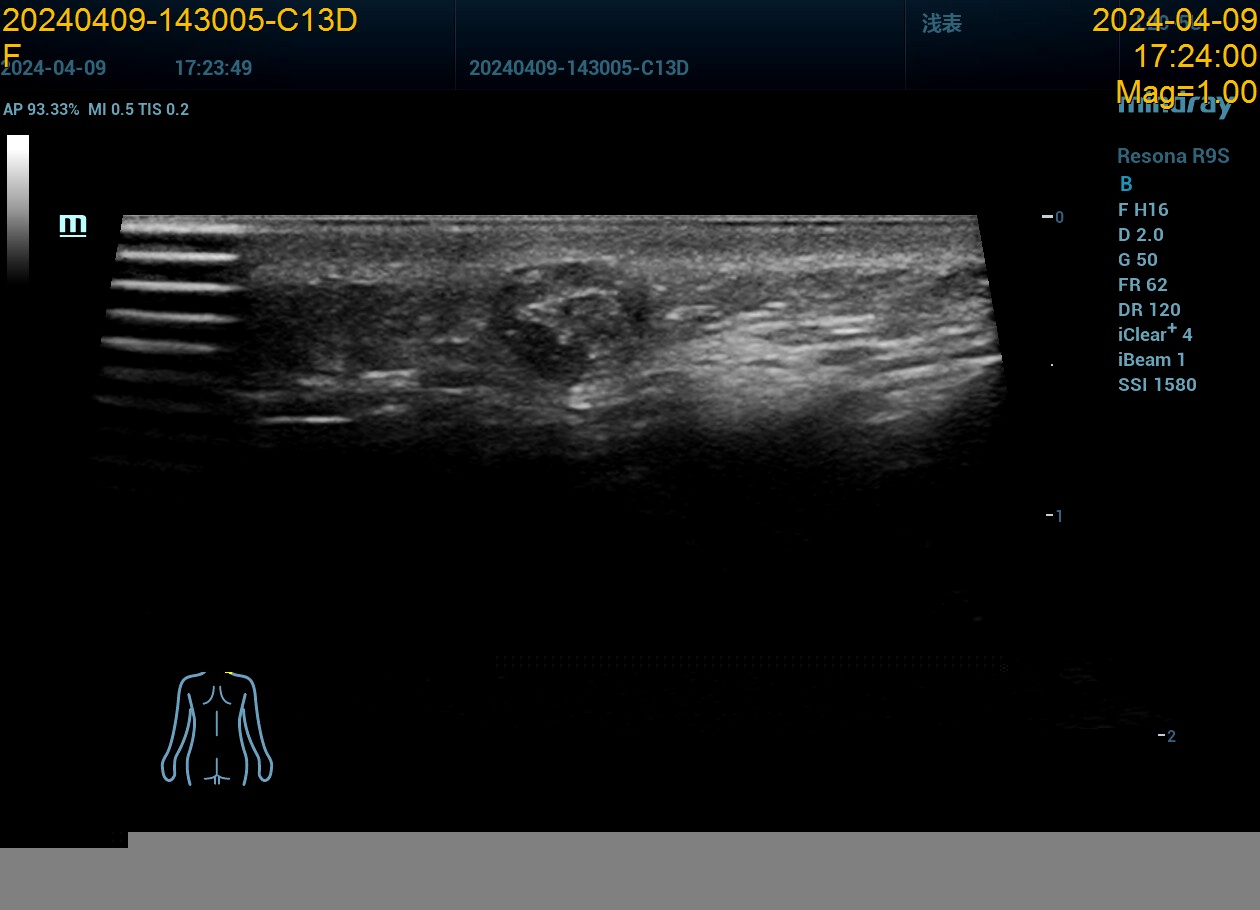 20240409-143005-C13D
F
2024-04-09
17:24:00
Mag=1.00
2024-04-09 17:23:49 20240409-143005-C13D 浅表
AP 93.33% MI 0.5 TIS 0.2
mindray
Resona R9S
B
F H16
D 2.0
G 50
FR 62
DR 120
iClear+ 4
iBeam 1
SSI 1580
m
0
1
2